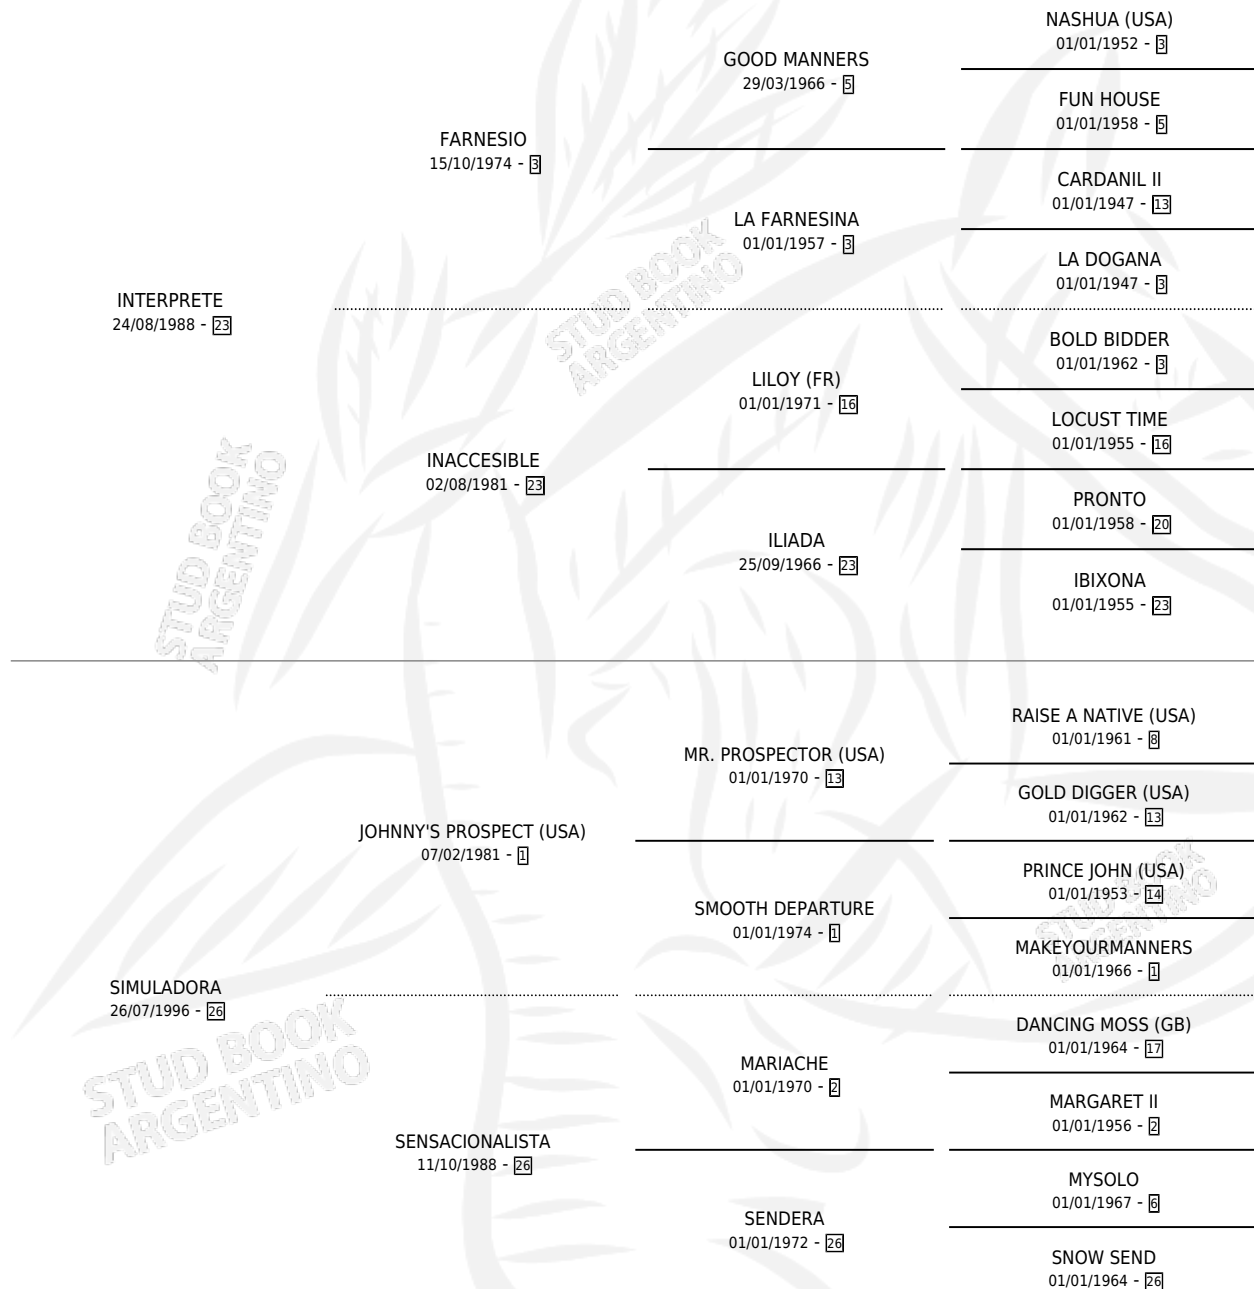 NASHUA (USA)
01/01/1952 - 3
GOOD MANNERS
29/03/1966 - 5
FUN HOUSE
01/01/1958 - 5
FARNESIO
15/10/1974 - 3
CARDANIL II
01/01/1947 - 13
LA FARNESINA
01/01/1957 - 3
LA DOGANA
01/01/1947 - 3
INTERPRETE
24/08/1988 - 23
BOLD BIDDER
01/01/1962 - 3
LILOY (FR)
01/01/1971 - 16
LOCUST TIME
01/01/1955 - 16
INACCESIBLE
02/08/1981 - 23
PRONTO
01/01/1958 - 20
ILIADA
25/09/1966 - 23
IBIXONA
01/01/1955 - 23
RAISE A NATIVE (USA)
01/01/1961 - 8
MR. PROSPECTOR (USA)
01/01/1970 - 13
GOLD DIGGER (USA)
01/01/1962 - 13
JOHNNY'S PROSPECT (USA)
07/02/1981 - 1
PRINCE JOHN (USA)
01/01/1953 - 14
SMOOTH DEPARTURE
01/01/1974 - 1
MAKEYOURMANNERS
01/01/1966 - 1
SIMULADORA
26/07/1996 - 26
DANCING MOSS (GB)
01/01/1964 - 17
MARIACHE
01/01/1970 - 2
MARGARET II
01/01/1956 - 2
SENSACIONALISTA
11/10/1988 - 26
MYSOLO
01/01/1967 - 6
SENDERA
01/01/1972 - 26
SNOW SEND
01/01/1964 - 26
STUD BOOK
ARGENTINO
STUD BOOK
ARGENTINO
STUD BOOK
ARGENTINO
STUD BOOK
ARGENTINO